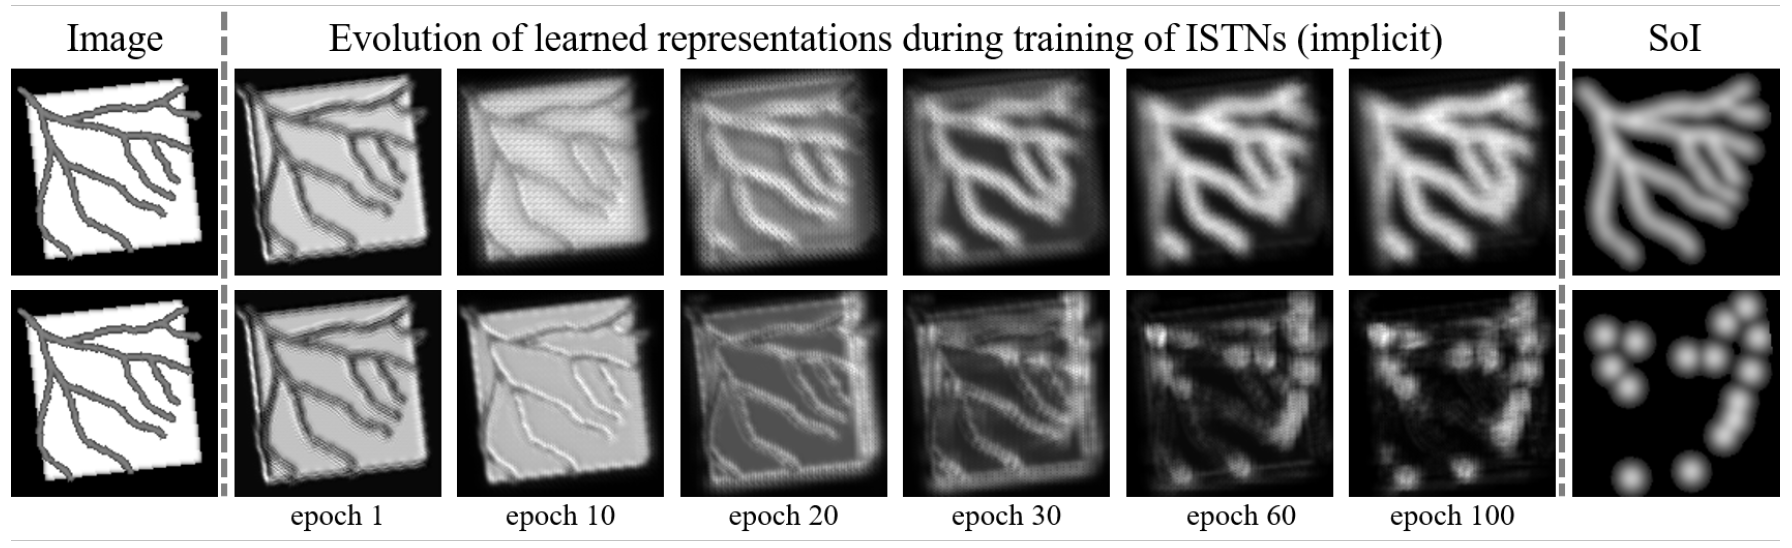 Image
Evolution of learned representations during training of ISTNs (implicit)
SoI
epoch 1
epoch 10
epoch 20
epoch 30
epoch 60
epoch 100